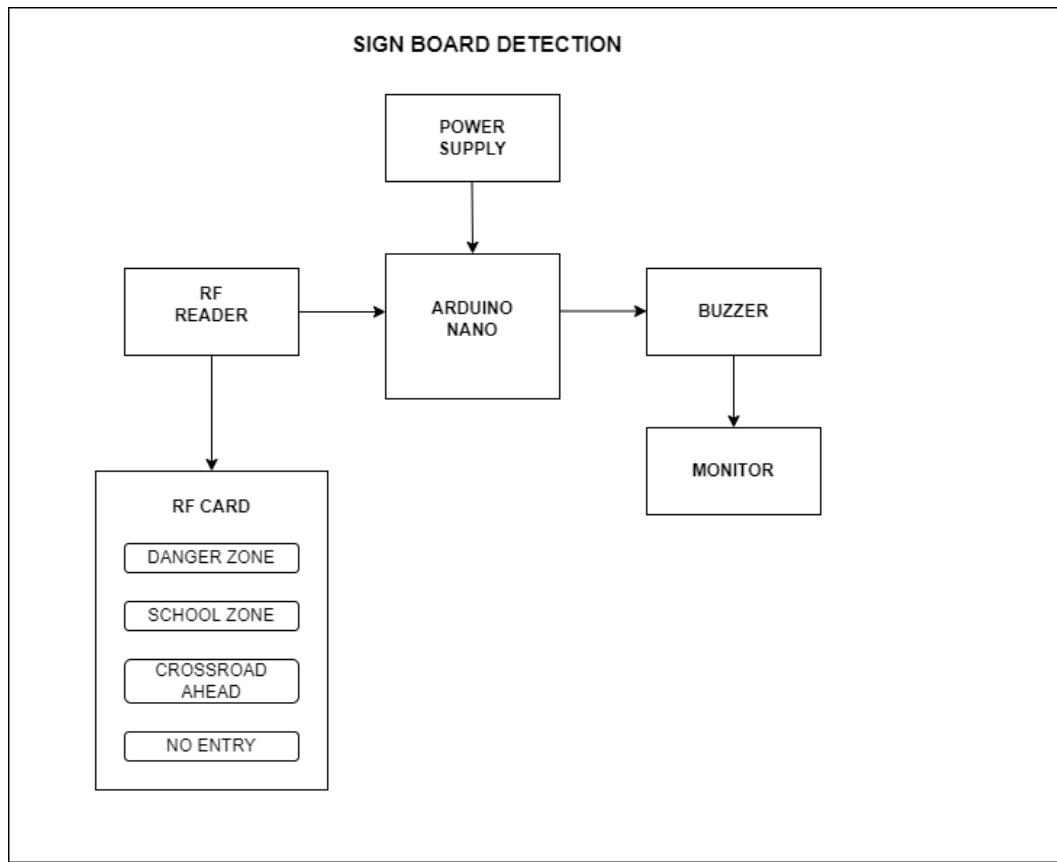 SIGN BOARD DETECTION
POWER
SUPPLY
RF
READER
ARDUINO
NANO
BUZZER
MONITOR
RF CARD
DANGER ZONE
SCHOOL ZONE
CROSSROAD
AHEAD
NO ENTRY